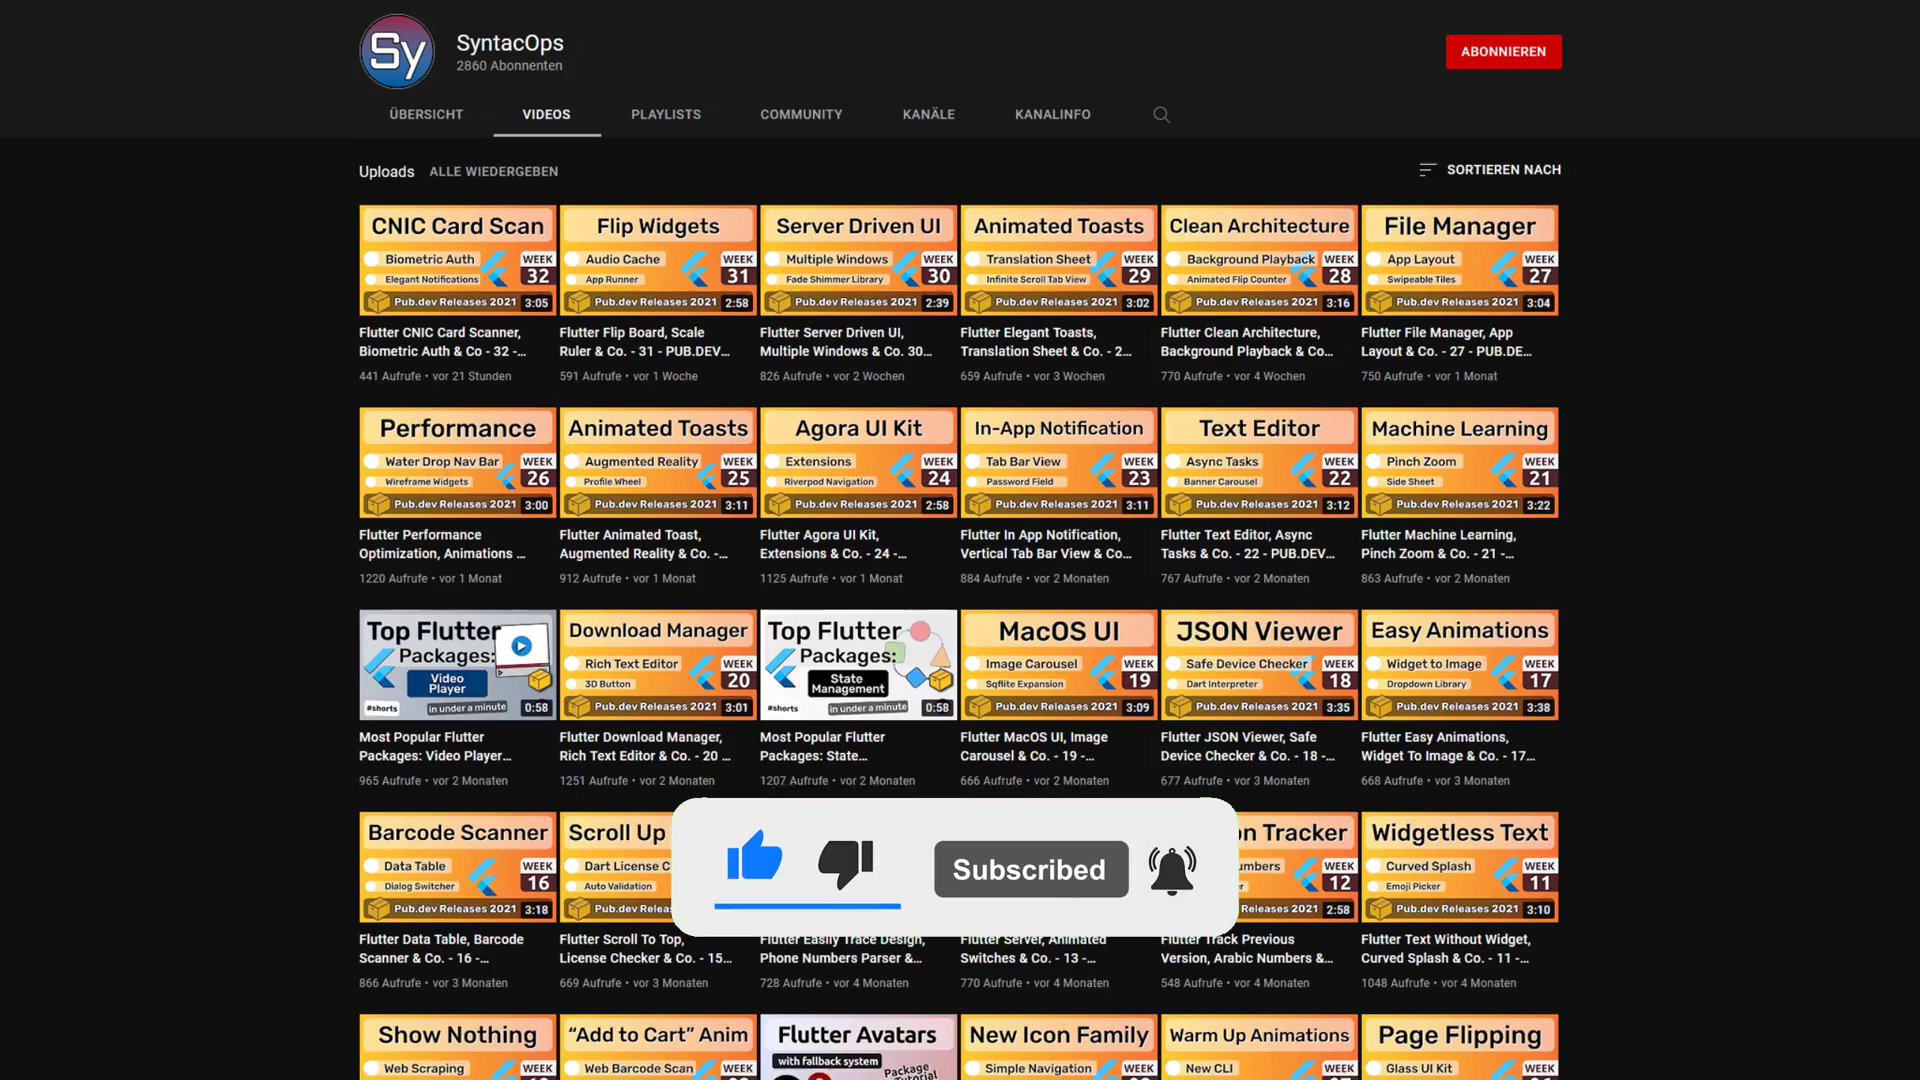 Sy
SyntacOps
2860 Abonnenten
ABONNIEREN
ÜBERSICHT VIDEOS PLAYLISTS COMMUNITY KANÄLE KANALINFO
Uploads ALLE WIEDERGEBEN SORTIEREN NACH
CNIC Card Scan
Biometric Auth
Elegant Notifications
WEEK
32
Pub.dev Releases 2021 3:05
Flutter CNIC Card Scanner,
Biometric Auth & Co - 32 -...
441 Aufrufe • vor 21 Stunden
Flip Widgets
Audio Cache
App Runner
WEEK
31
Pub.dev Releases 2021 2:58
Flutter Flip Board, Scale
Ruler & Co. - 31 - PUB.DEV...
591 Aufrufe • vor 1 Woche
Server Driven UI
Multiple Windows
Fade Shimmer Library
WEEK
30
Pub.dev Releases 2021 2:39
Flutter Server Driven UI,
Multiple Windows & Co. 30...
826 Aufrufe • vor 2 Wochen
Animated Toasts
Translation Sheet
Infinite Scroll Tab View
WEEK
29
Pub.dev Releases 2021 3:02
Flutter Elegant Toasts,
Translation Sheet & Co. - 2...
659 Aufrufe • vor 3 Wochen
Clean Architecture
Background Playback
Animated Flip Counter
WEEK
28
Pub.dev Releases 2021 3:16
Flutter Clean Architecture,
Background Playback & Co...
770 Aufrufe • vor 4 Wochen
File Manager
App Layout
Swipeable Tiles
WEEK
27
Pub.dev Releases 2021 3:04
Flutter File Manager, App
Layout & Co. - 27 - PUB.DE...
750 Aufrufe • vor 1 Monat
Performance
Water Drop Nav Bar
Wireframe Widgets
WEEK
26
Pub.dev Releases 2021 3:00
Flutter Performance
Optimization, Animations ...
1220 Aufrufe • vor 1 Monat
Animated Toasts
Augmented Reality
Profile Wheel
WEEK
25
Pub.dev Releases 2021 3:11
Flutter Animated Toast,
Augmented Reality & Co. -...
912 Aufrufe • vor 1 Monat
Agora UI Kit
Extensions
Riverpod Navigation
WEEK
24
Pub.dev Releases 2021 2:58
Flutter Agora UI Kit,
Extensions & Co. - 24 -...
1125 Aufrufe • vor 1 Monat
In-App Notification
Tab Bar View
Password Field
WEEK
23
Pub.dev Releases 2021 3:11
Flutter In App Notification,
Vertical Tab Bar View & Co...
884 Aufrufe • vor 2 Monaten
Text Editor
Async Tasks
Banner Carousel
WEEK
22
Pub.dev Releases 2021 3:12
Flutter Text Editor, Async
Tasks & Co. - 22 - PUB.DEV...
767 Aufrufe • vor 2 Monaten
Machine Learning
Pinch Zoom
Side Sheet
WEEK
21
Pub.dev Releases 2021 3:22
Flutter Machine Learning,
Pinch Zoom & Co. - 21 -...
863 Aufrufe • vor 2 Monaten
Top Flutter
Packages:
Video
Player
#shorts in under a minute 0:58
Most Popular Flutter
Packages: Video Player...
965 Aufrufe • vor 2 Monaten
Download Manager
Rich Text Editor
3D Button
WEEK
20
Pub.dev Releases 2021 3:01
Flutter Download Manager,
Rich Text Editor & Co. - 20 ...
1251 Aufrufe • vor 2 Monaten
Top Flutter
Packages:
State
Management
#shorts in under a minute 0:58
Most Popular Flutter
Packages: State...
1207 Aufrufe • vor 2 Monaten
MacOS UI
Image Carousel
Sqflite Expansion
WEEK
19
Pub.dev Releases 2021 3:09
Flutter MacOS UI, Image
Carousel & Co. - 19 -...
666 Aufrufe • vor 2 Monaten
JSON Viewer
Safe Device Checker
Dart Interpreter
WEEK
18
Pub.dev Releases 2021 3:35
Flutter JSON Viewer, Safe
Device Checker & Co. - 18 -...
677 Aufrufe • vor 3 Monaten
Easy Animations
Widget to Image
Dropdown Library
WEEK
17
Pub.dev Releases 2021 3:38
Flutter Easy Animations,
Widget To Image & Co. - 17...
668 Aufrufe • vor 3 Monaten
Barcode Scanner
Data Table
Dialog Switcher
WEEK
16
Pub.dev Releases 2021 3:18
Flutter Data Table, Barcode
Scanner & Co. - 16 -...
866 Aufrufe • vor 3 Monaten
Scroll Up
Dart License C
Auto Validation
Pub.dev Releases 2021
Flutter Scroll To Top,
License Checker & Co. - 15...
669 Aufrufe • vor 3 Monaten
Subscribed
Flutter Easily Trace Design,
Phone Numbers Parser &...
728 Aufrufe • vor 4 Monaten
Flutter Server, Animated
Switches & Co. - 13 -...
770 Aufrufe • vor 4 Monaten
on Tracker
umbers
WEEK
12
Releases 2021 2:58
Flutter Track Previous
Version, Arabic Numbers &...
548 Aufrufe • vor 4 Monaten
Widgetless Text
Curved Splash
Emoji Picker
WEEK
11
Pub.dev Releases 2021 3:10
Flutter Text Without Widget,
Curved Splash & Co. - 11 -...
1048 Aufrufe • vor 4 Monaten
Show Nothing
Web Scraping
WEEK
"Add to Cart" Anim
Web Barcode Scan
WEEK
Flutter Avatars
with fallback system
Package
Tutorial
New Icon Family
Simple Navigation
WEEK
Warm Up Animations
New CLI
WEEK
Page Flipping
Glass UI Kit
WEEK